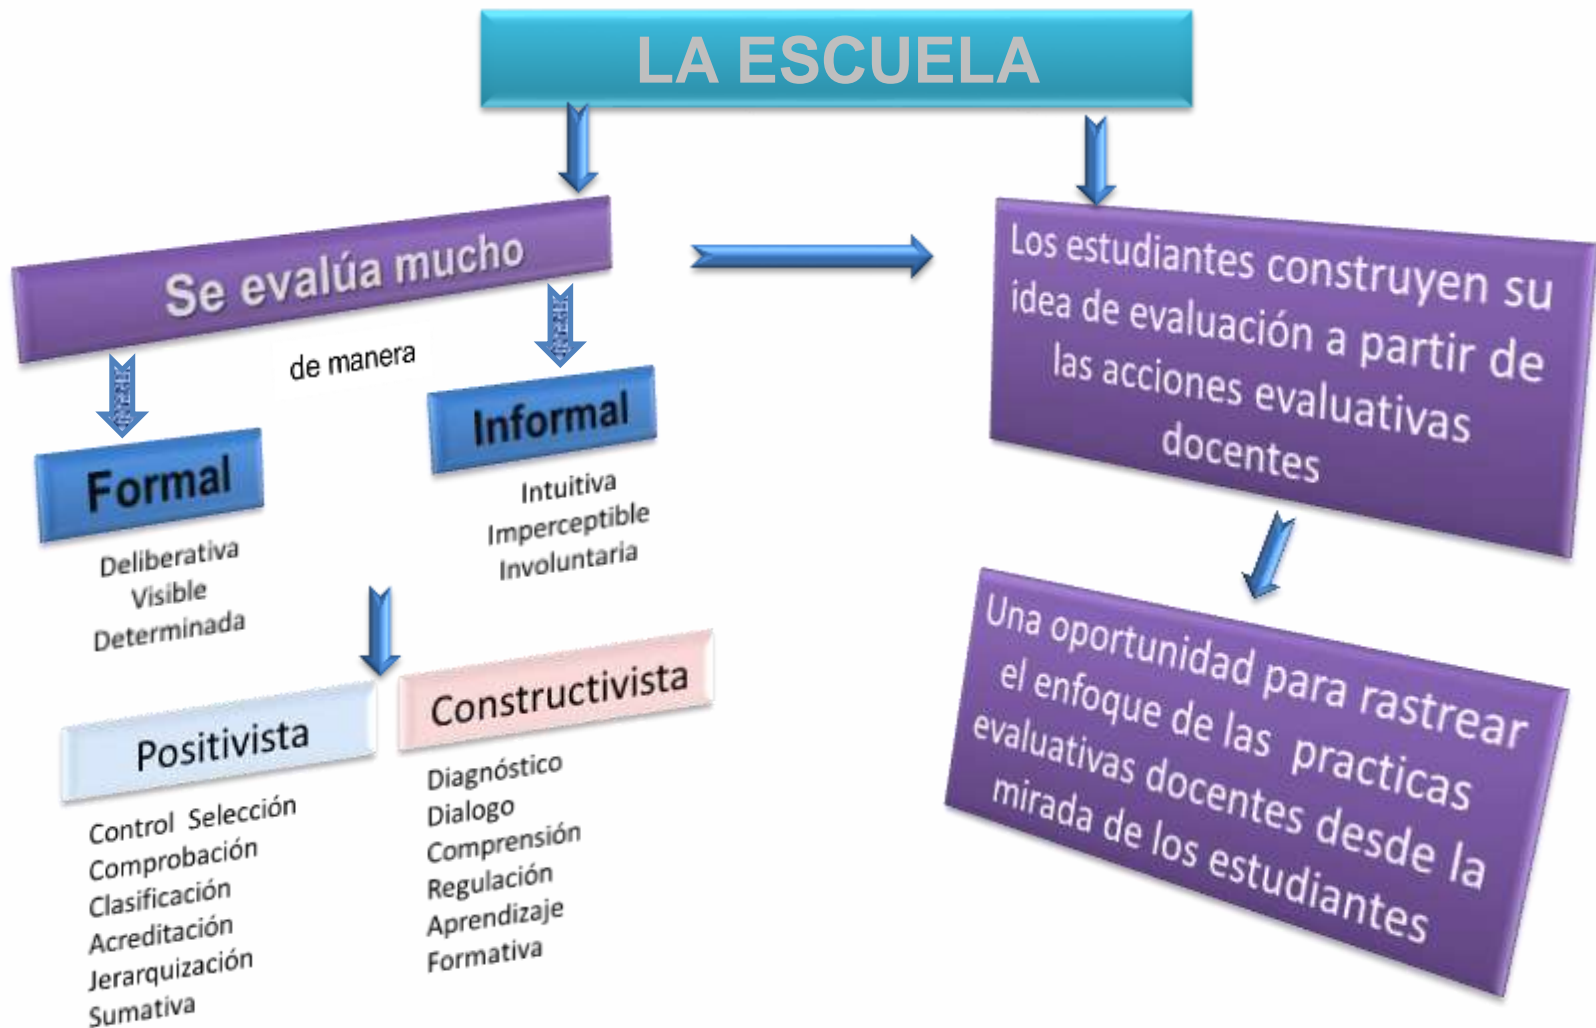 LA ESCUELA
Se evalúa mucho
de manera
Formal
Deliberativa
Visible
Determinada
Informal
Intuitiva
Imperceptible
Involuntaria
Positivista
Control Selección
Comprobación
Clasificación
Acreditación
Jerarquización
Sumativa
Constructivista
Diagnóstico
Dialogo
Comprensión
Regulación
Aprendizaje
Formativa
Los estudiantes construyen su
idea de evaluación a partir de
las acciones evaluativas
docentes
Una oportunidad para rastrear
el enfoque de las practicas
evaluativas docentes desde la
mirada de los estudiantes